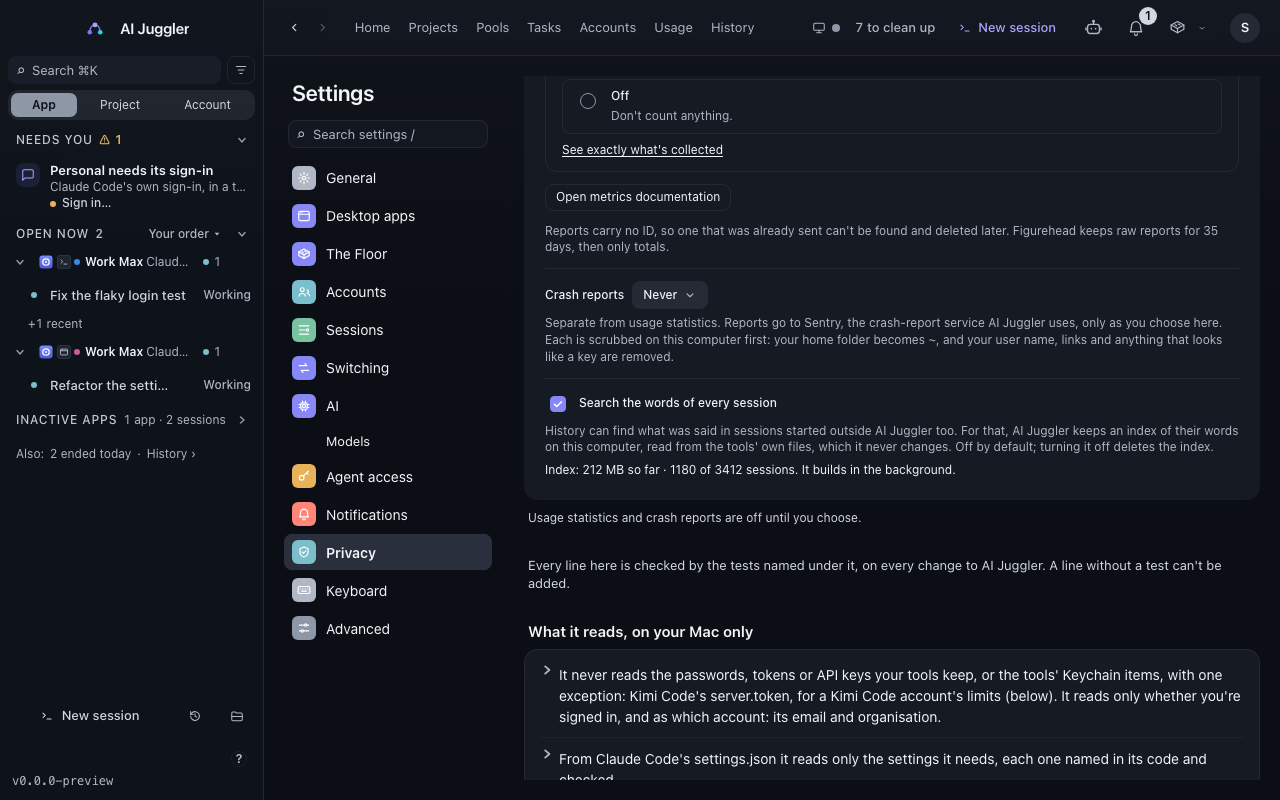 AI Juggler
Search ⌘K
App Project Account
NEEDS YOU 1
Personal needs its sign-in
Claude Code's own sign-in, in a t…
Sign in…
OPEN NOW 2 Your order
Work Max Claud… 1
Fix the flaky login test Working
+1 recent
Work Max Claud… 1
Refactor the setti… Working
INACTIVE APPS 1 app · 2 sessions
Also: 2 ended today · History ›
New session
?
v0.0.0-preview
Home Projects Pools Tasks Accounts Usage History
7 to clean up
New session
1
S
Settings
Search settings /
General
Desktop apps
The Floor
Accounts
Sessions
Switching
AI
Models
Agent access
Notifications
Privacy
Keyboard
Advanced
Off
Don't count anything.
See exactly what's collected
Open metrics documentation
Reports carry no ID, so one that was already sent can't be found and deleted later. Figurehead keeps raw reports for 35
days, then only totals.
Crash reports Never
Separate from usage statistics. Reports go to Sentry, the crash-report service AI Juggler uses, only as you choose here.
Each is scrubbed on this computer first: your home folder becomes ~, and your user name, links and anything that looks
like a key are removed.
Search the words of every session
History can find what was said in sessions started outside AI Juggler too. For that, AI Juggler keeps an index of their words
on this computer, read from the tools' own files, which it never changes. Off by default; turning it off deletes the index.
Index: 212 MB so far · 1180 of 3412 sessions. It builds in the background.
Usage statistics and crash reports are off until you choose.
Every line here is checked by the tests named under it, on every change to AI Juggler. A line without a test can't be
added.
What it reads, on your Mac only
It never reads the passwords, tokens or API keys your tools keep, or the tools' Keychain items, with one
exception: Kimi Code's server.token, for a Kimi Code account's limits (below). It reads only whether you're
signed in, and as which account: its email and organisation.
From Claude Code's settings.json it reads only the settings it needs, each one named in its code and
checked.